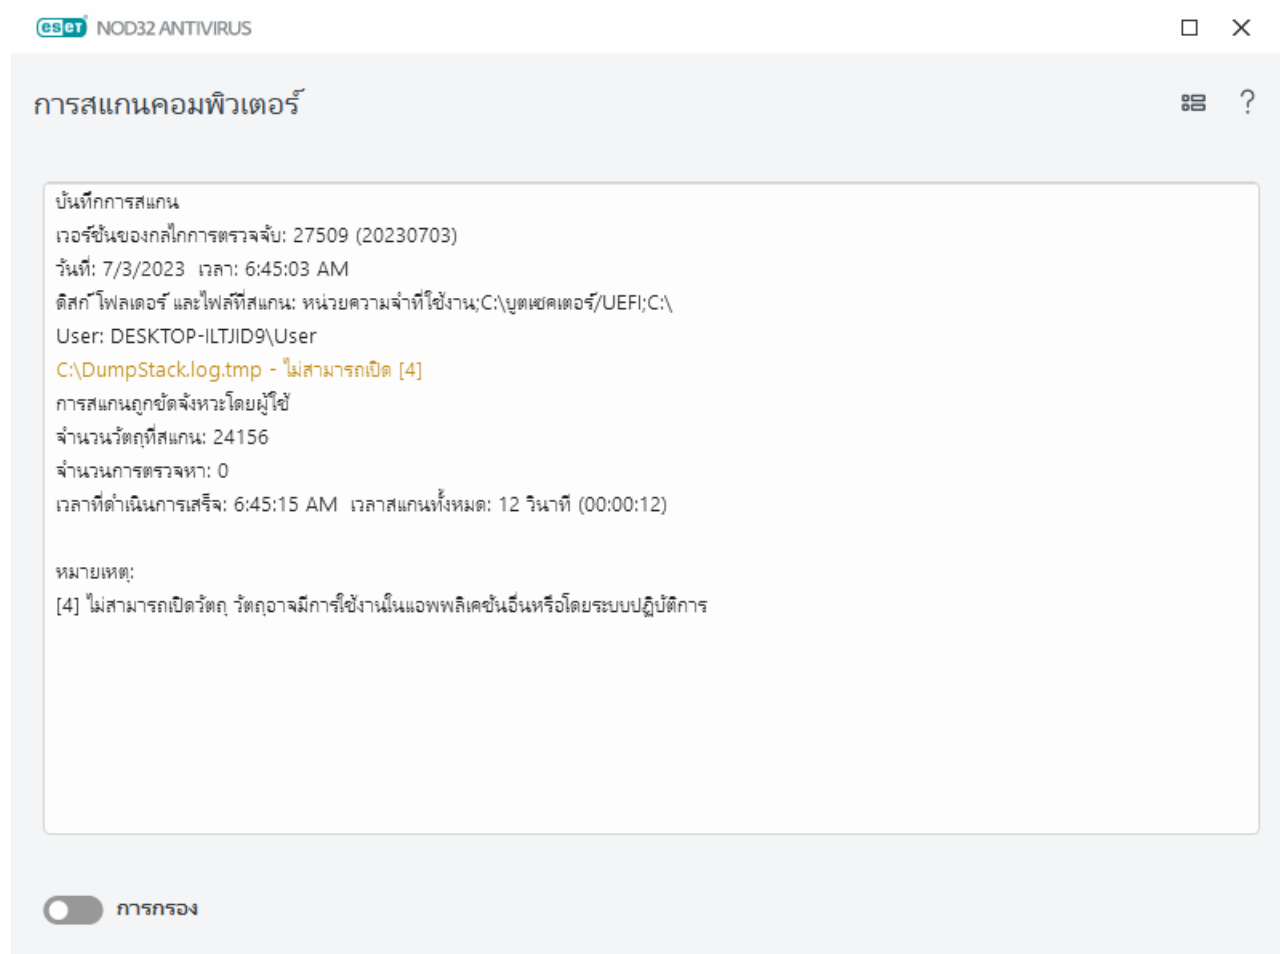 eset NOD32 ANTIVIRUS
การสแกนคอมพิวเตอร์
?
บันทึกการสแกน
เวอร์ชันของกลไกการตรวจจับ: 27509 (20230703)
วันที่: 7/3/2023 เวลา: 6:45:03 AM
ดิสก์ โฟลเดอร์ และไฟล์ที่สแกน: หน่วยความจำที่ใช้งาน;C:\บูตเซคเตอร์/UEFI;C:\
User: DESKTOP-ILTJID9\User
C:\DumpStack.log.tmp - ไม่สามารถเปิด [4]
การสแกนถูกขัดจังหวะโดยผู้ใช้
จำนวนวัตถุที่สแกน: 24156
จำนวนการตรวจหา: 0
เวลาที่ดำเนินการเสร็จ: 6:45:15 AM เวลาสแกนทั้งหมด: 12 วินาที (00:00:12)
หมายเหตุ:
[4] ไม่สามารถเปิดวัตถุ วัตถุอาจมีการใช้งานในแอพพลิเคชันอื่นหรือโดยระบบปฏิบัติการ
การกรอง